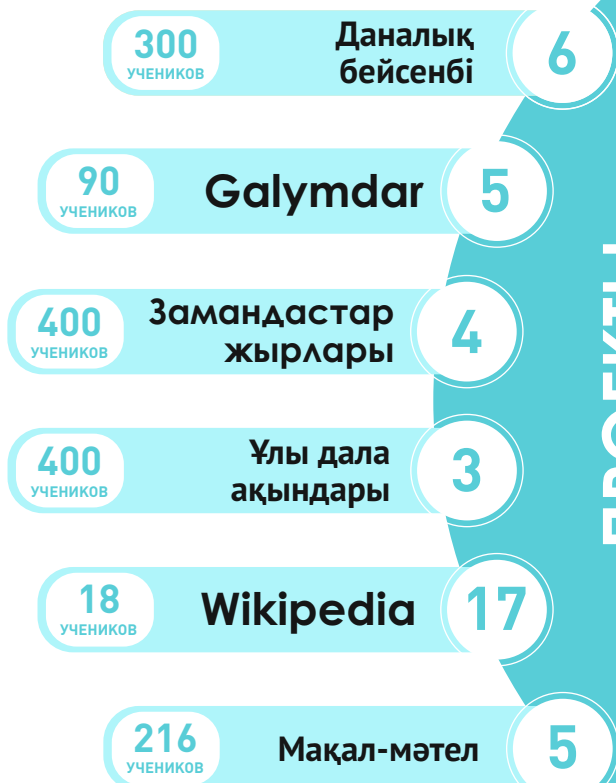 300
УЧЕНИКОВ
Даналық
бейсенбі
6
90
УЧЕНИКОВ
Galymdar
5
400
УЧЕНИКОВ
Замандастар
жырлары
4
400
УЧЕНИКОВ
Ұлы дала
ақындары
3
18
УЧЕНИКОВ
Wikipedia
17
216
УЧЕНИКОВ
Мақал-мәтел
5